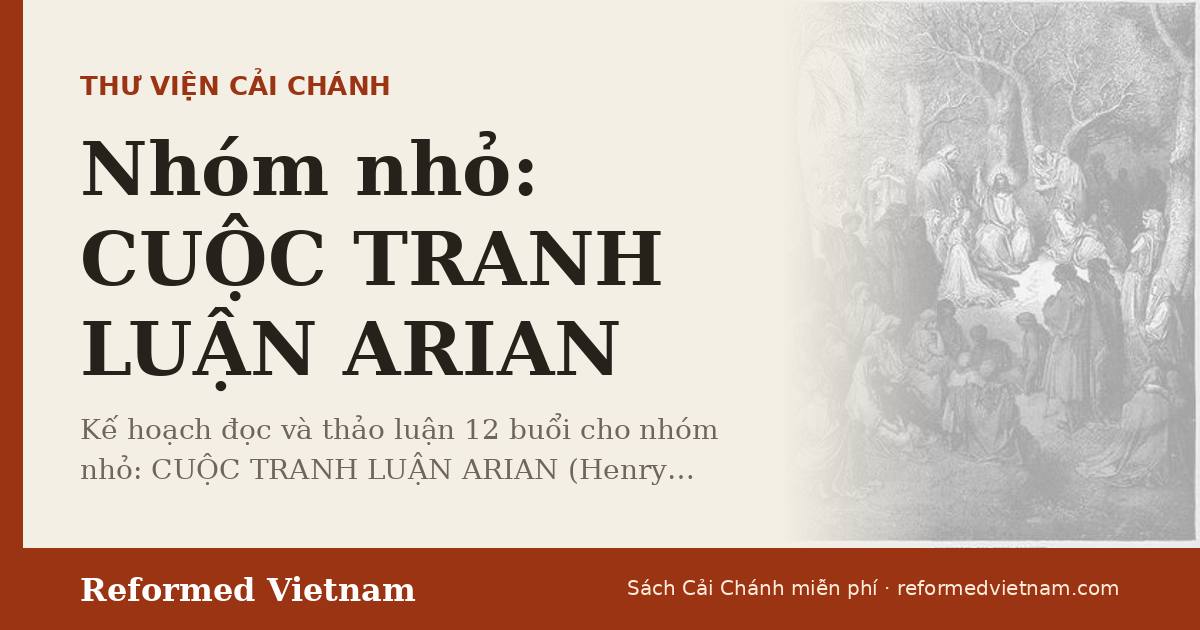 THƯ VIỆN CẢI CHÁNH
Nhóm nhỏ:
CUỘC TRANH
LUẬN ARIAN
Kế hoạch đọc và thảo luận 12 buổi cho nhóm
nhỏ: CUỘC TRANH LUẬN ARIAN (Henry...
Reformed Vietnam
Sách Cải Chánh miễn phí · reformedvietnam.com